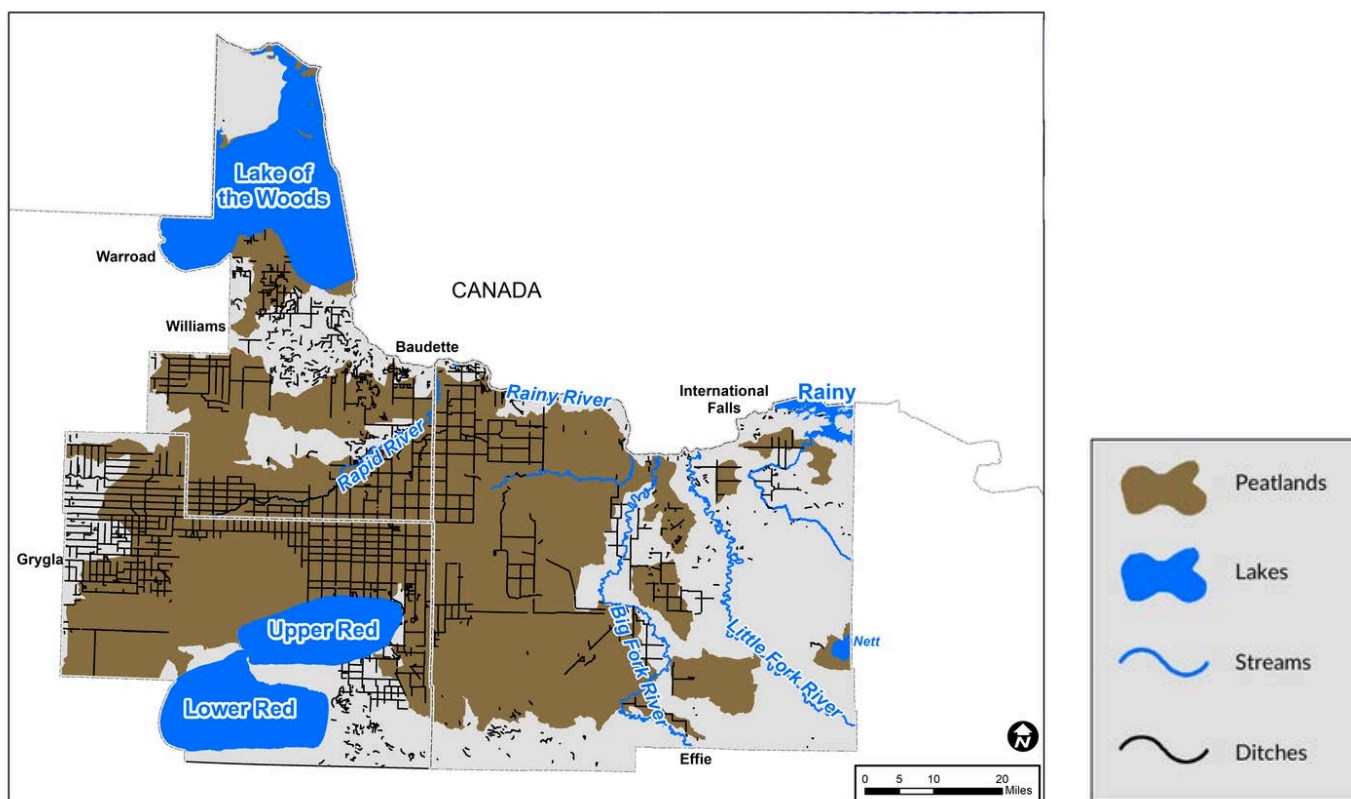 Lake of
the Woods
Warroad
CANADA
Williams
Baudette
Rainy River
International
Falls
Rainy
Rapid River
Grygla
Upper Red
Lower Red
Big Fork River
Little Fork River
Nett
Effie
N
0 5 10 20
Miles
Peatlands
Lakes
Streams
Ditches